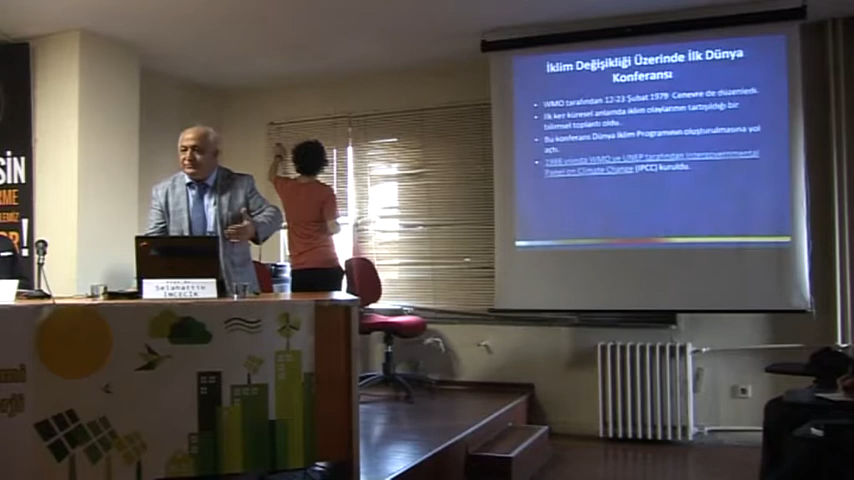 İklim Değişikliği Üzerinde İlk Dünya
Konferansı
• WMO tarafından 12-23 Şubat 1979 Cenevre de düzenledi.
• İlk kez küresel anlamda iklim olaylarının tartışıldığı bir
bilimsel toplantı oldu.
• Bu konferans Dünya İklim Programının oluşturulmasına yol
açtı.
• 1988 yılında WMO ve UNEP tarafından Intergovernmental
Panel on Climate Change (IPCC) kuruldu.
Selahattin
İNCECİK